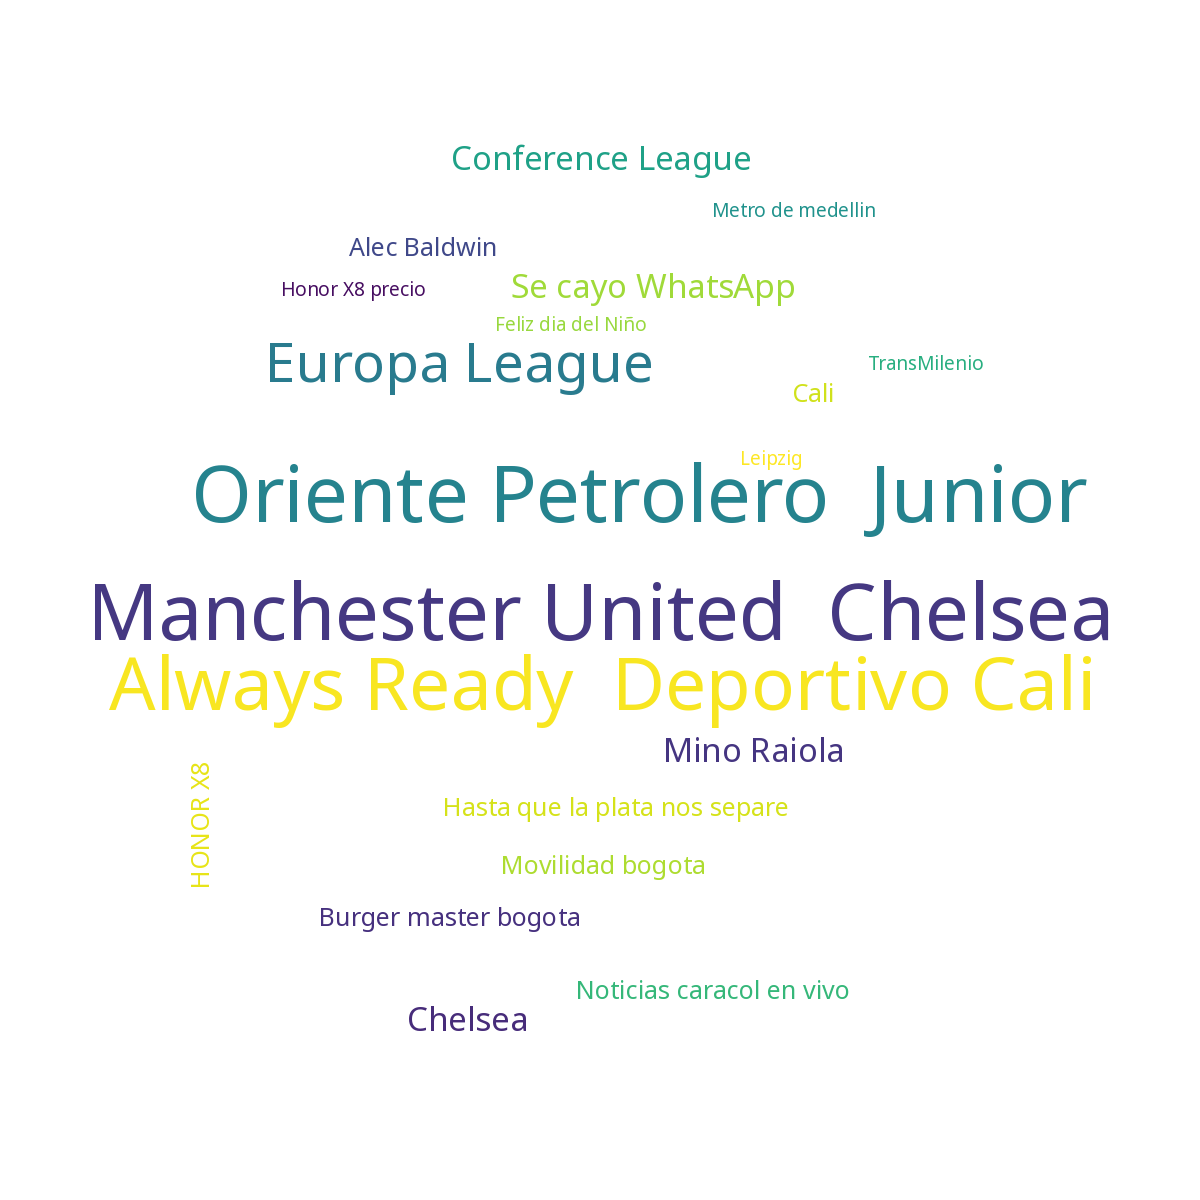 Conference League
Metro de medellin
Alec Baldwin
Honor X8 precio
Se cayo WhatsApp
Feliz dia del Niño
Europa League
TransMilenio
Cali
Leipzig
Oriente Petrolero  Junior
Manchester United  Chelsea
Always Ready  Deportivo Cali
Mino Raiola
HONOR X8
Hasta que la plata nos separe
Movilidad bogota
Burger master bogota
Noticias caracol en vivo
Chelsea